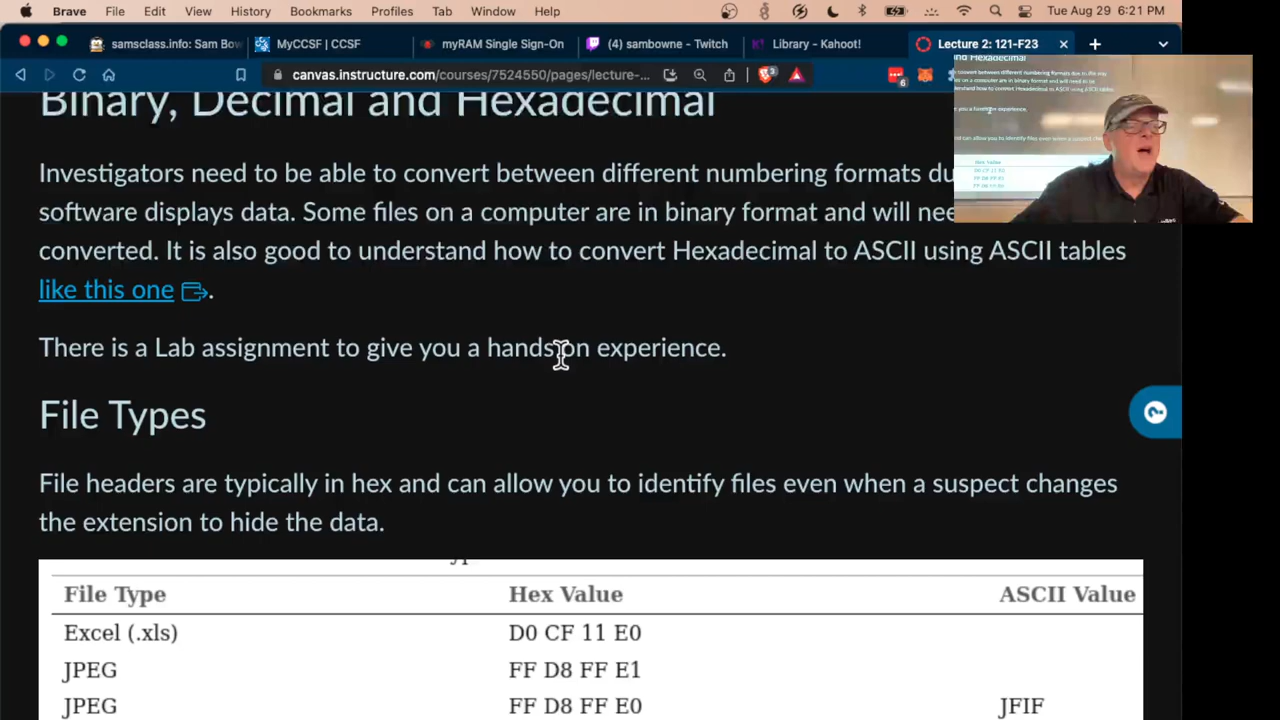 Brave File Edit View History Bookmarks Profiles Tab Window Help Tue Aug 29 6:21 PM
samsclass.info: Sam Bow MyCCSF | CCSF myRAM Single Sign-On (4) sambowne - Twitch Library - Kahoot! Lecture 2: 121-F23
canvas.instructure.com/courses/7524550/pages/lecture-...
3
6
Binary, Decimal and Hexadecimal
Investigators need to be able to convert between different numbering formats du
software displays data. Some files on a computer are in binary format and will nee
converted. It is also good to understand how to convert Hexadecimal to ASCII using ASCII tables
like this one.
There is a Lab assignment to give you a hands on experience.
File Types
File headers are typically in hex and can allow you to identify files even when a suspect changes
the extension to hide the data.
File Type Hex Value ASCII Value
Excel (.xls) D0 CF 11 E0
JPEG FF D8 FF E1
JPEG FF D8 FF E0 JFIF